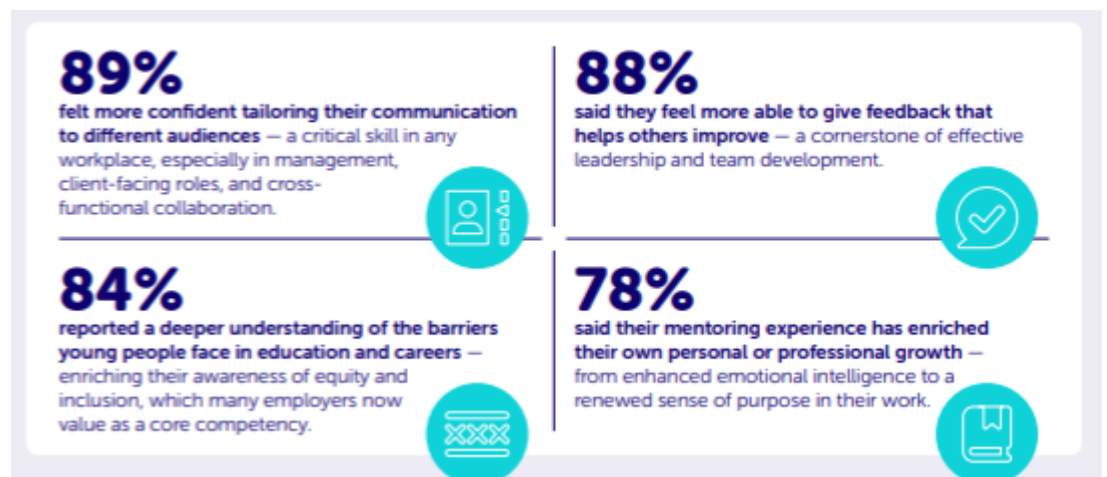 89%
felt more confident tailoring their communication
to different audiences — a critical skill in any
workplace, especially in management,
client-facing roles, and cross-
functional collaboration.
88%
said they feel more able to give feedback that
helps others improve — a cornerstone of effective
leadership and team development.
84%
reported a deeper understanding of the barriers
young people face in education and careers —
enriching their awareness of equity and
inclusion, which many employers now
value as a core competency.
78%
said their mentoring experience has enriched
their own personal or professional growth —
from enhanced emotional intelligence to a
renewed sense of purpose in their work.